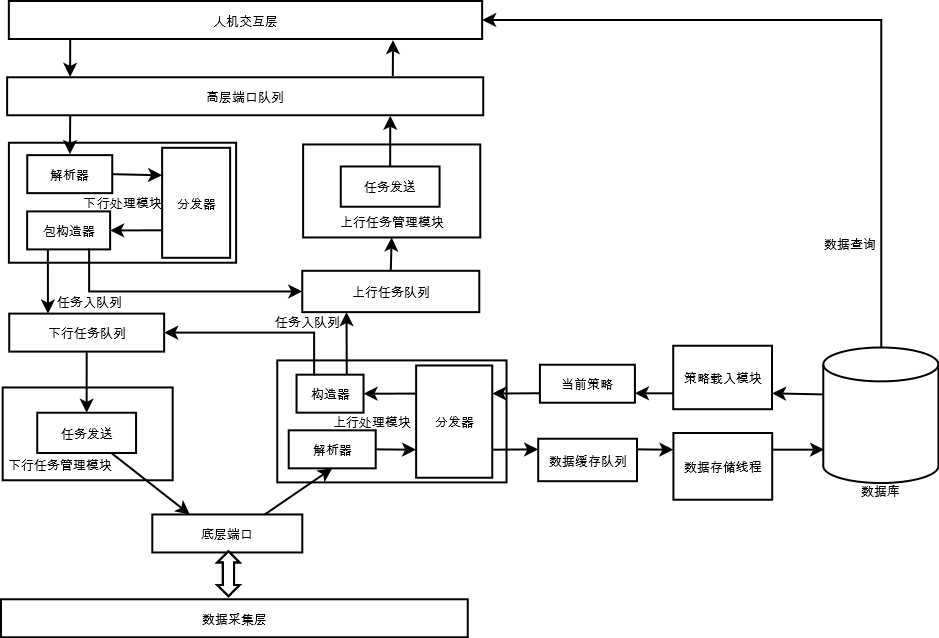 人机交互层
高层端口队列
解析器
下行处理模块
分发器
包构造器
任务发送
上行任务管理模块
数据查询
上行任务队列
任务入队列
下行任务队列
任务入队列
构造器
上行处理模块
分发器
解析器
当前策略
策略载入模块
数据缓存队列
数据存储线程
数据库
任务发送
下行任务管理模块
底层端口
数据采集层